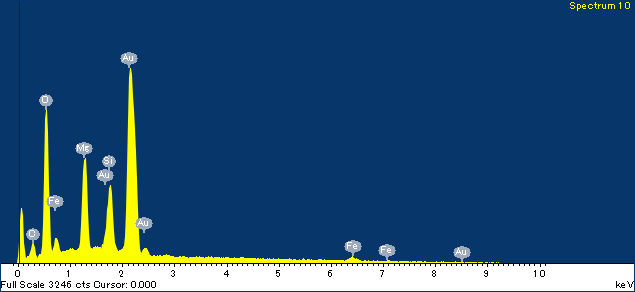 Spectrum 10
Au
O
Mg
Si
Au
Fe
Au
O
Fe
Fe
Au
0 1 2 3 4 5 6 7 8 9 10
Full Scale 3246 cts Cursor: 0.000 keV